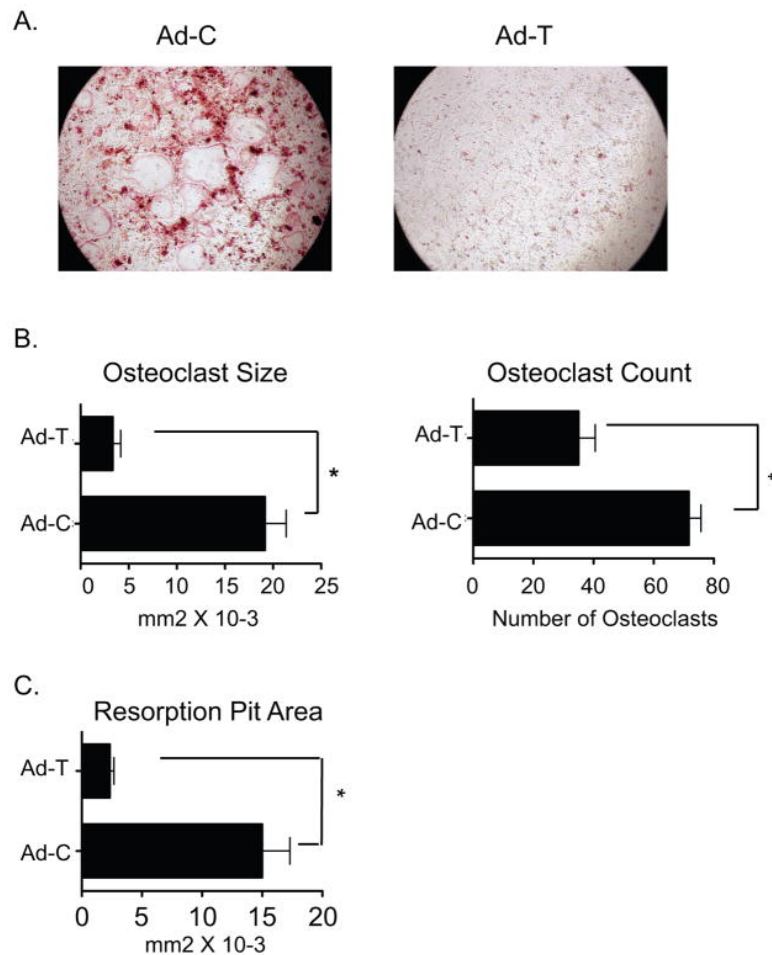 A.
Ad-C Ad-T
B.
Osteoclast Size
Ad-T
Ad-C
0 5 10 15 20 25
mm2 X 10-3
*
Osteoclast Count
Ad-T
Ad-C
0 20 40 60 80
Number of Osteoclasts
C.
Resorption Pit Area
Ad-T
Ad-C
0 5 10 15 20
mm2 X 10-3
*